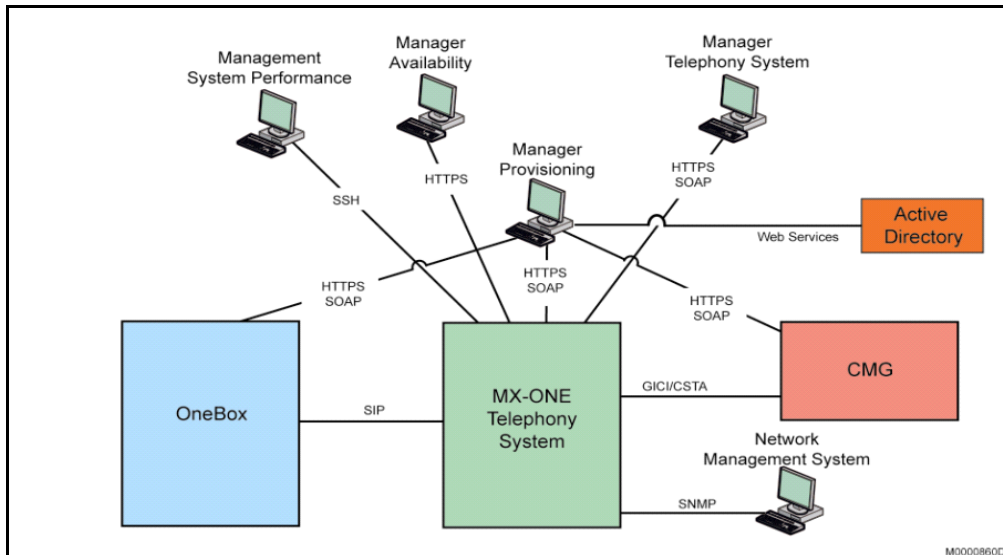 Manager
Availability
Manager
Telephony System
Management
System Performance
Manager
Provisioning
HTTPS
HTTPS
SOAP
SSH
Active
Directory
Web Services
HTTPS
SOAP
HTTPS
SOAP
HTTPS
SOAP
OneBox
SIP
MX-ONE
Telephony
System
GICI/CSTA
CMG
Network
Management System
SNMP
M0000860D